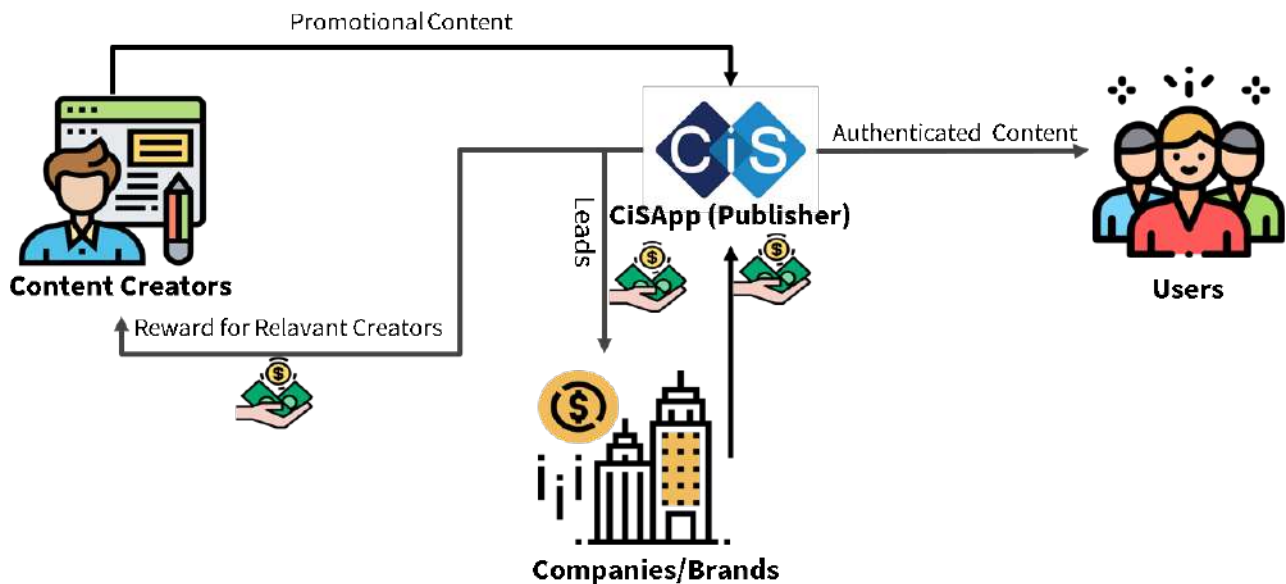 Promotional Content
CiS
Authenticated Content
Leads
CiSApp (Publisher)
Content Creators
Users
Reward for Relavant Creators
Companies/Brands